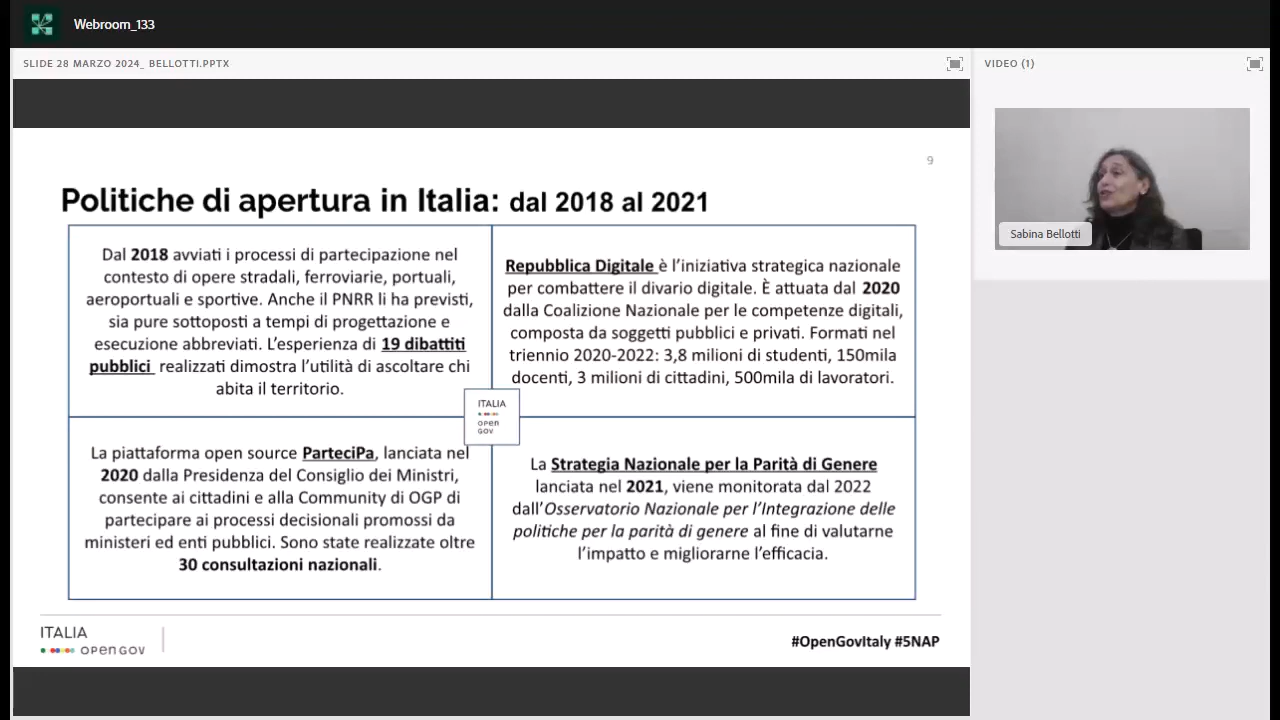 Webroom_133
SLIDE 28 MARZO 2024_ BELLOTTI.PPTX
VIDEO (1)
9
Politiche di apertura in Italia: dal 2018 al 2021
Dal 2018 avviati i processi di partecipazione nel
contesto di opere stradali, ferroviarie, portuali,
aeroportuali e sportive. Anche il PNRR li ha previsti,
sia pure sottoposti a tempi di progettazione e
esecuzione abbreviati. L'esperienza di 19 dibattiti
pubblici realizzati dimostra l'utilità di ascoltare chi
abita il territorio.
Repubblica Digitale è l'iniziativa strategica nazionale
per combattere il divario digitale. È attuata dal 2020
dalla Coalizione Nazionale per le competenze digitali,
composta da soggetti pubblici e privati. Formati nel
triennio 2020-2022: 3,8 milioni di studenti, 150mila
docenti, 3 milioni di cittadini, 500mila di lavoratori.
ITALIA
OPEN
GOV
La piattaforma open source ParteciPa, lanciata nel
2020 dalla Presidenza del Consiglio dei Ministri,
consente ai cittadini e alla Community di OGP di
partecipare ai processi decisionali promossi da
ministeri ed enti pubblici. Sono state realizzate oltre
30 consultazioni nazionali.
La Strategia Nazionale per la Parità di Genere
lanciata nel 2021, viene monitorata dal 2022
dall'Osservatorio Nazionale per l'Integrazione delle
politiche per la parità di genere al fine di valutarne
l'impatto e migliorarne l'efficacia.
ITALIA
OPEN GOV
#OpenGovItaly #5NAP
Sabina Bellotti